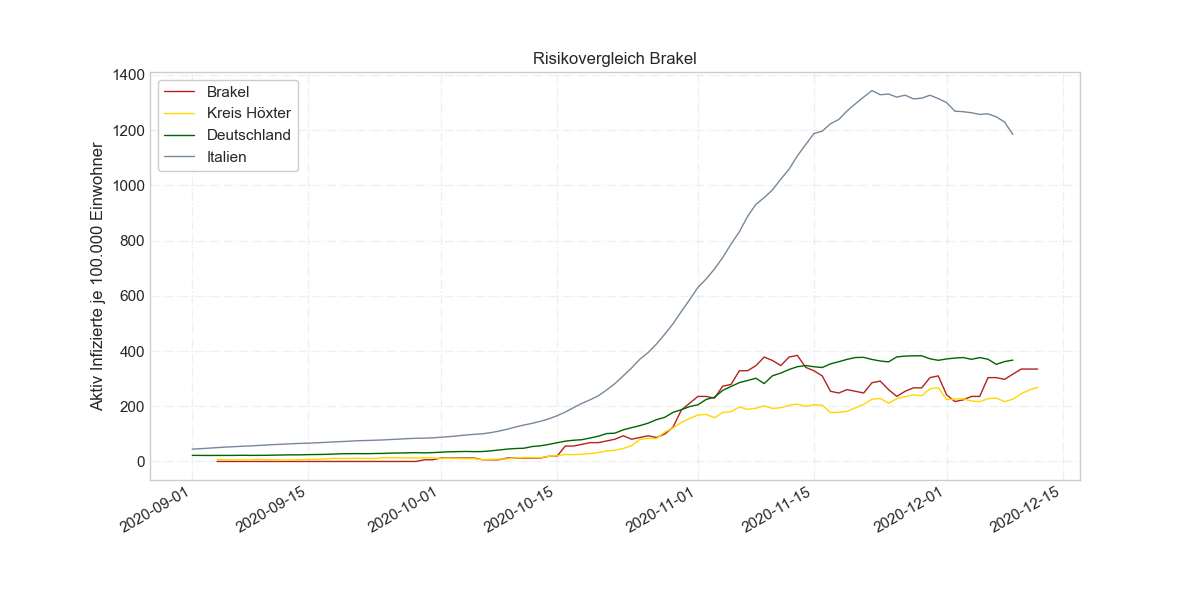 Risikovergleich Brakel
Aktiv Infizierte je 100.000 Einwohner
1400
1200
1000
800
600
400
200
0
Brakel
Kreis Höxter
Deutschland
Italien
2020-09-01
2020-09-15
2020-10-01
2020-10-15
2020-11-01
2020-11-15
2020-12-01
2020-12-15